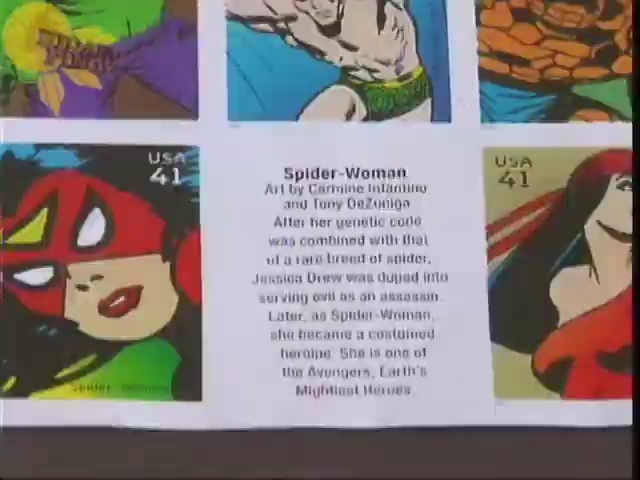 USA
41
Spider-Woman
Art by Carmine Infantino
and Tony DeZuniga
After her genetic code
was combined with that
of a rare breed of spider,
Jessica Drew was duped into
serving evil as an assassin.
Later, as Spider-Woman,
she became a costumed
heroine. She is one of
the Avengers, Earth's
Mightiest Heroes.
Spider-Woman
USA
41